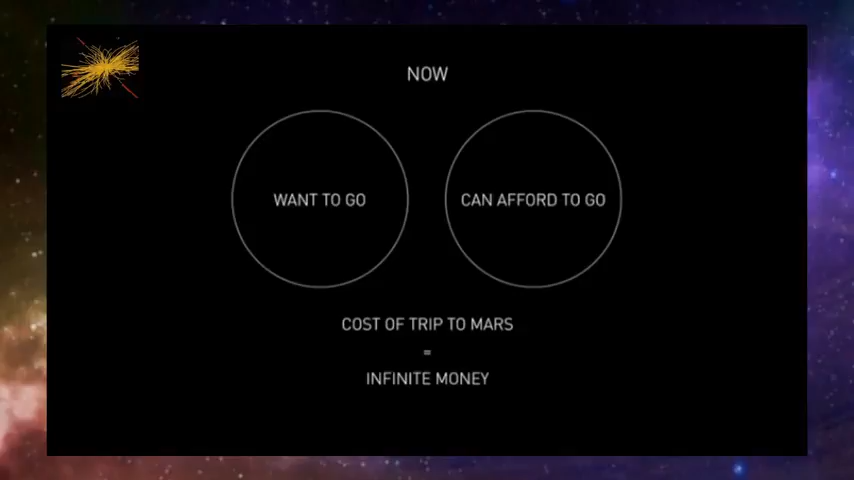 NOW
WANT TO GO
CAN AFFORD TO GO
COST OF TRIP TO MARS
=
INFINITE MONEY